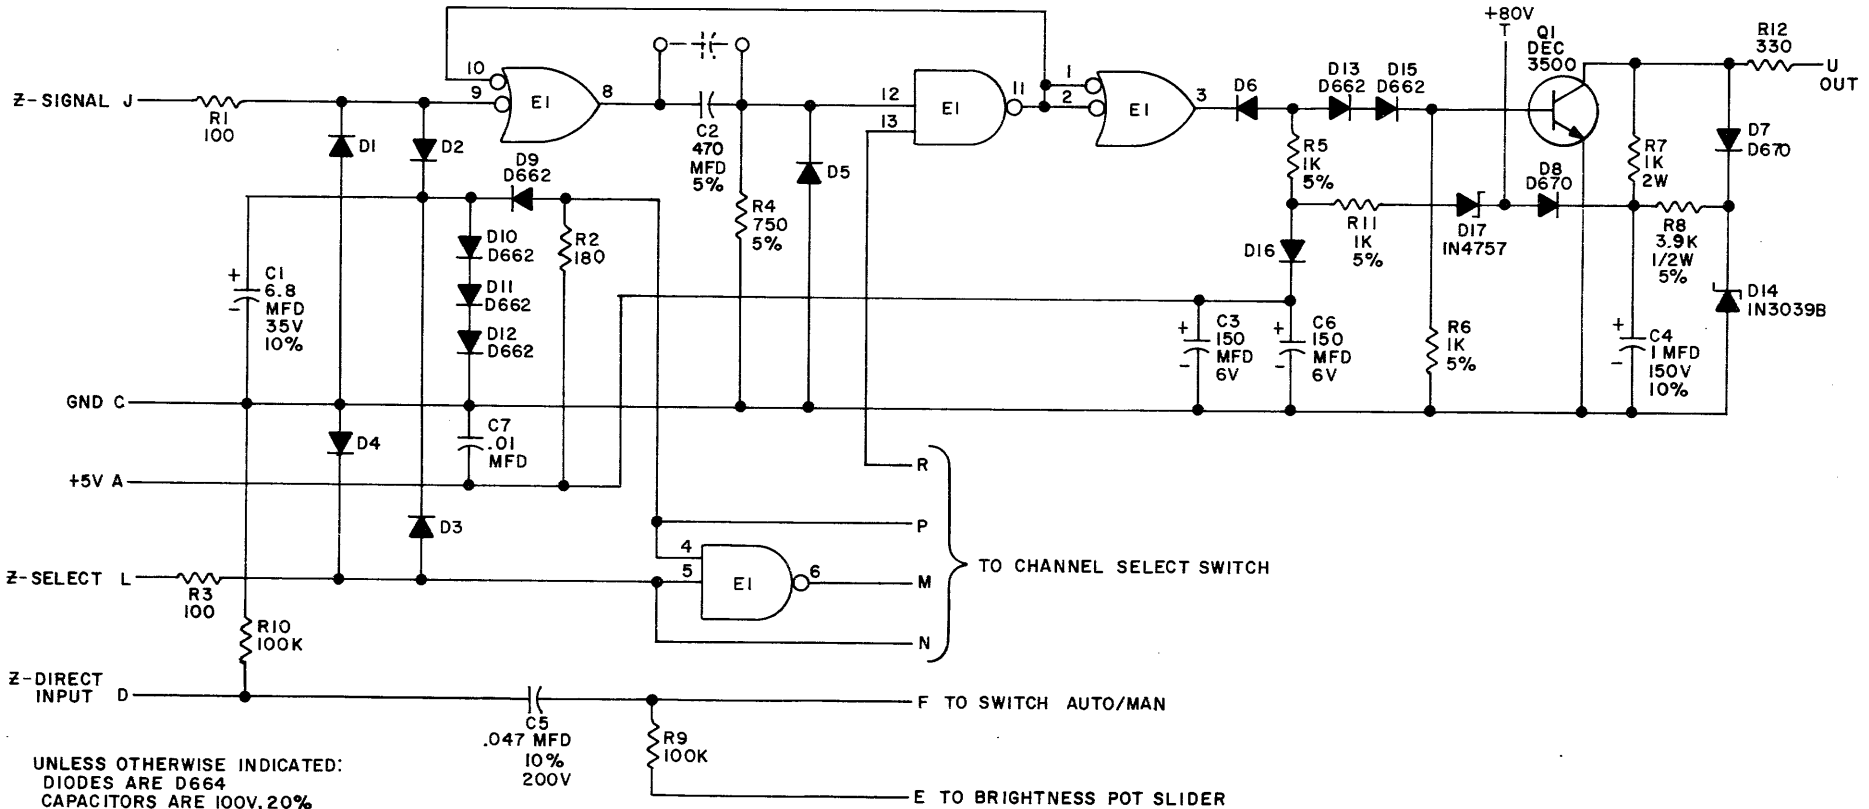 +80V
T
Q1
DEC
3500
R12
330
U
OUT
10
9
E1
8
12
13
E1
11
1
2
E1
3
D6
D13
D662
D15
D662
Z-SIGNAL J
R1
100
D1
D2
C2
470
MFD
5%
D5
R5
1K
5%
R7
1K
2W
D7
D670
D9
D662
R4
750
5%
D8
D670
R11
1K
5%
D17
IN4757
R8
3.9K
1/2W
5%
D10
D662
R2
180
D16
C1
6.8
MFD
35V
10%
+
-
D11
D662
D12
D662
D14
IN3039B
+
-
C3
150
MFD
6V
+
-
C6
150
MFD
6V
R6
1K
5%
+
-
C4
1 MFD
150V
10%
GND C
D4
C7
.01
MFD
R
+5V A
D3
P
4
5
E1
6
M
TO CHANNEL SELECT SWITCH
Z-SELECT L
R3
100
N
R10
100K
Z-DIRECT
INPUT D
C5
.047 MFD
10%
200V
F TO SWITCH AUTO/MAN
R9
100K
E TO BRIGHTNESS POT SLIDER
UNLESS OTHERWISE INDICATED:
DIODES ARE D664
CAPACITORS ARE 100V, 20%